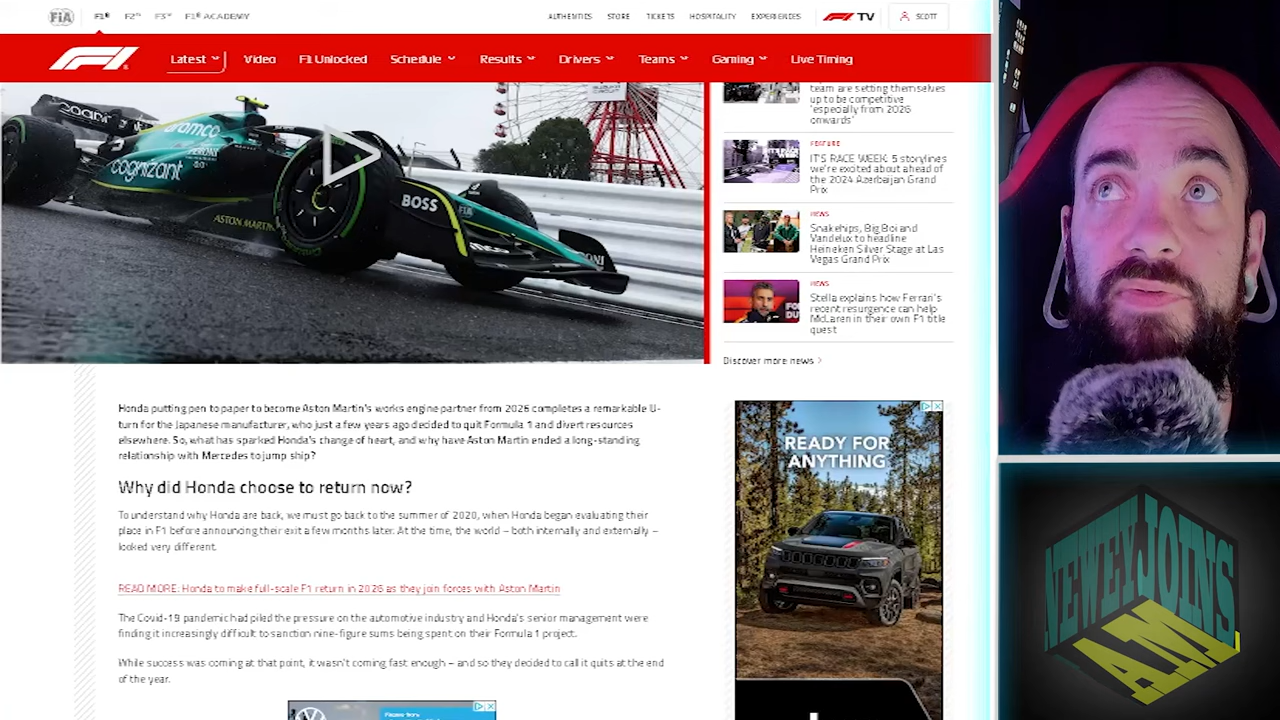 FIA
F1®
F2™
F3™
F1® ACADEMY
AUTHENTICS
STORE
TICKETS
HOSPITALITY
EXPERIENCES
F1 TV
SCOTT
F1
Latest
Video
F1 Unlocked
Schedule
Results
Drivers
Teams
Gaming
Live Timing
aramco
cognizant
ASTON MARTIN
BOSS
FIA
team are setting themselves
up to be competitive
'especially from 2026
onwards'
FEATURE
IT'S RACE WEEK: 5 storylines
we're excited about ahead of
the 2024 Azerbaijan Grand
Prix
NEWS
Snakehips, Big Boi and
Vandelux to headline
Heineken Silver Stage at Las
Vegas Grand Prix
NEWS
Stella explains how Ferrari's
recent resurgence can help
McLaren in their own F1 title
quest
Discover more news
Honda putting pen to paper to become Aston Martin's works engine partner from 2026 completes a remarkable U-
turn for the Japanese manufacturer, who just a few years ago decided to quit Formula 1 and divert resources
elsewhere. So, what has sparked Honda's change of heart, and why have Aston Martin ended a long-standing
relationship with Mercedes to jump ship?
Why did Honda choose to return now?
To understand why Honda are back, we must go back to the summer of 2020, when Honda began evaluating their
place in F1 before announcing their exit a few months later. At the time, the world – both internally and externally –
looked very different.
READ MORE: Honda to make full-scale F1 return in 2026 as they join forces with Aston Martin
The Covid-19 pandemic had piled the pressure on the automotive industry and Honda's senior management were
finding it increasingly difficult to sanction nine-figure sums being spent on their Formula 1 project.
While success was coming at that point, it wasn't coming fast enough – and so they decided to call it quits at the end
of the year.
READY FOR
ANYTHING
NEWEY JOINS
AM